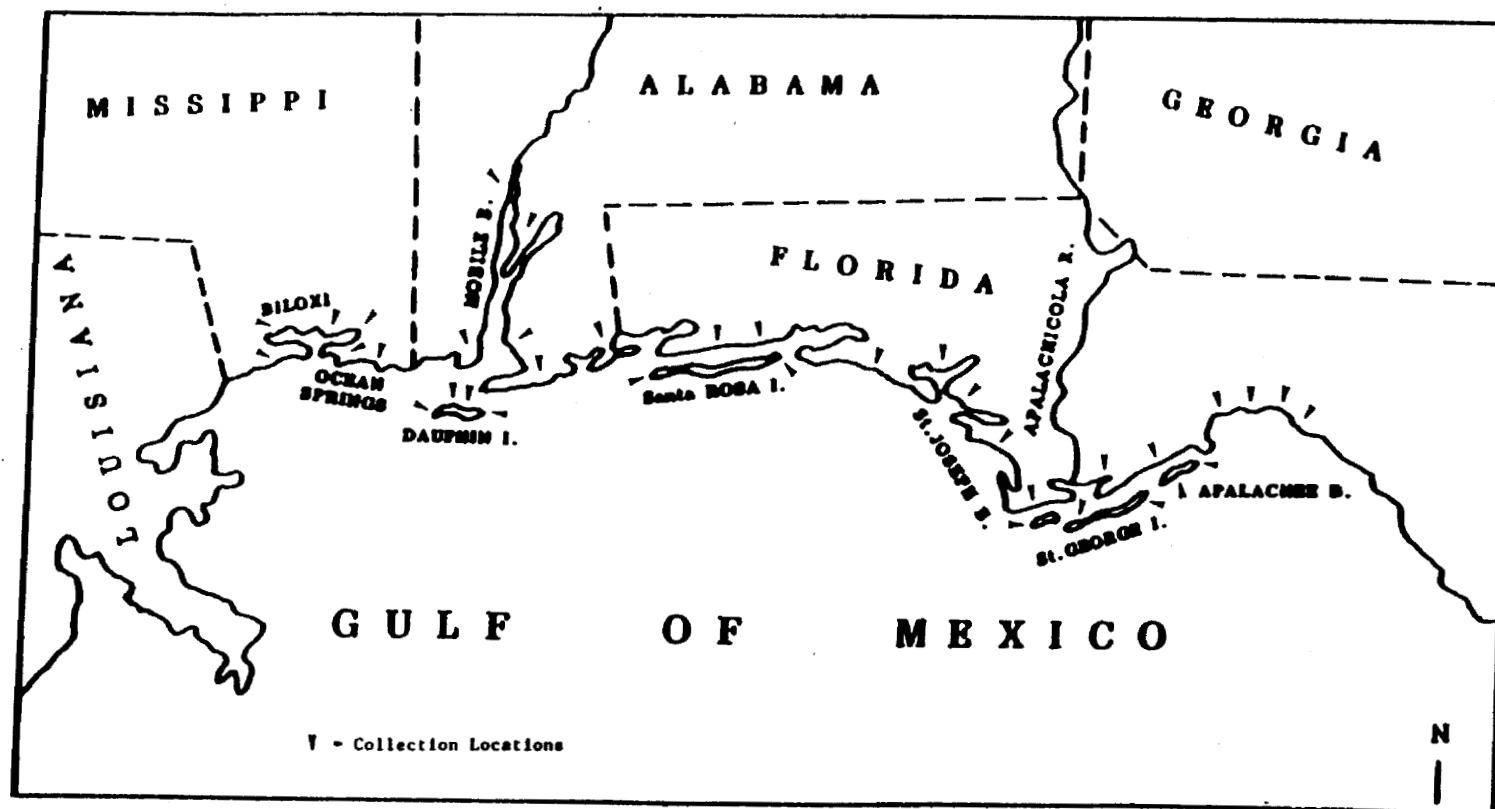 MISSISSIPPI
ALABAMA
GEORGIA
LOUISIANA
BILOXI
MOBILE B.
FLORIDA
APALACHICOLA R.
OCEAN
SPRINGS
DAUPHIN I.
Santa ROSA I.
St. JOSEPH B.
APALACHEE B.
St. GEORGE I.
GULF OF MEXICO
- Collection Locations
N